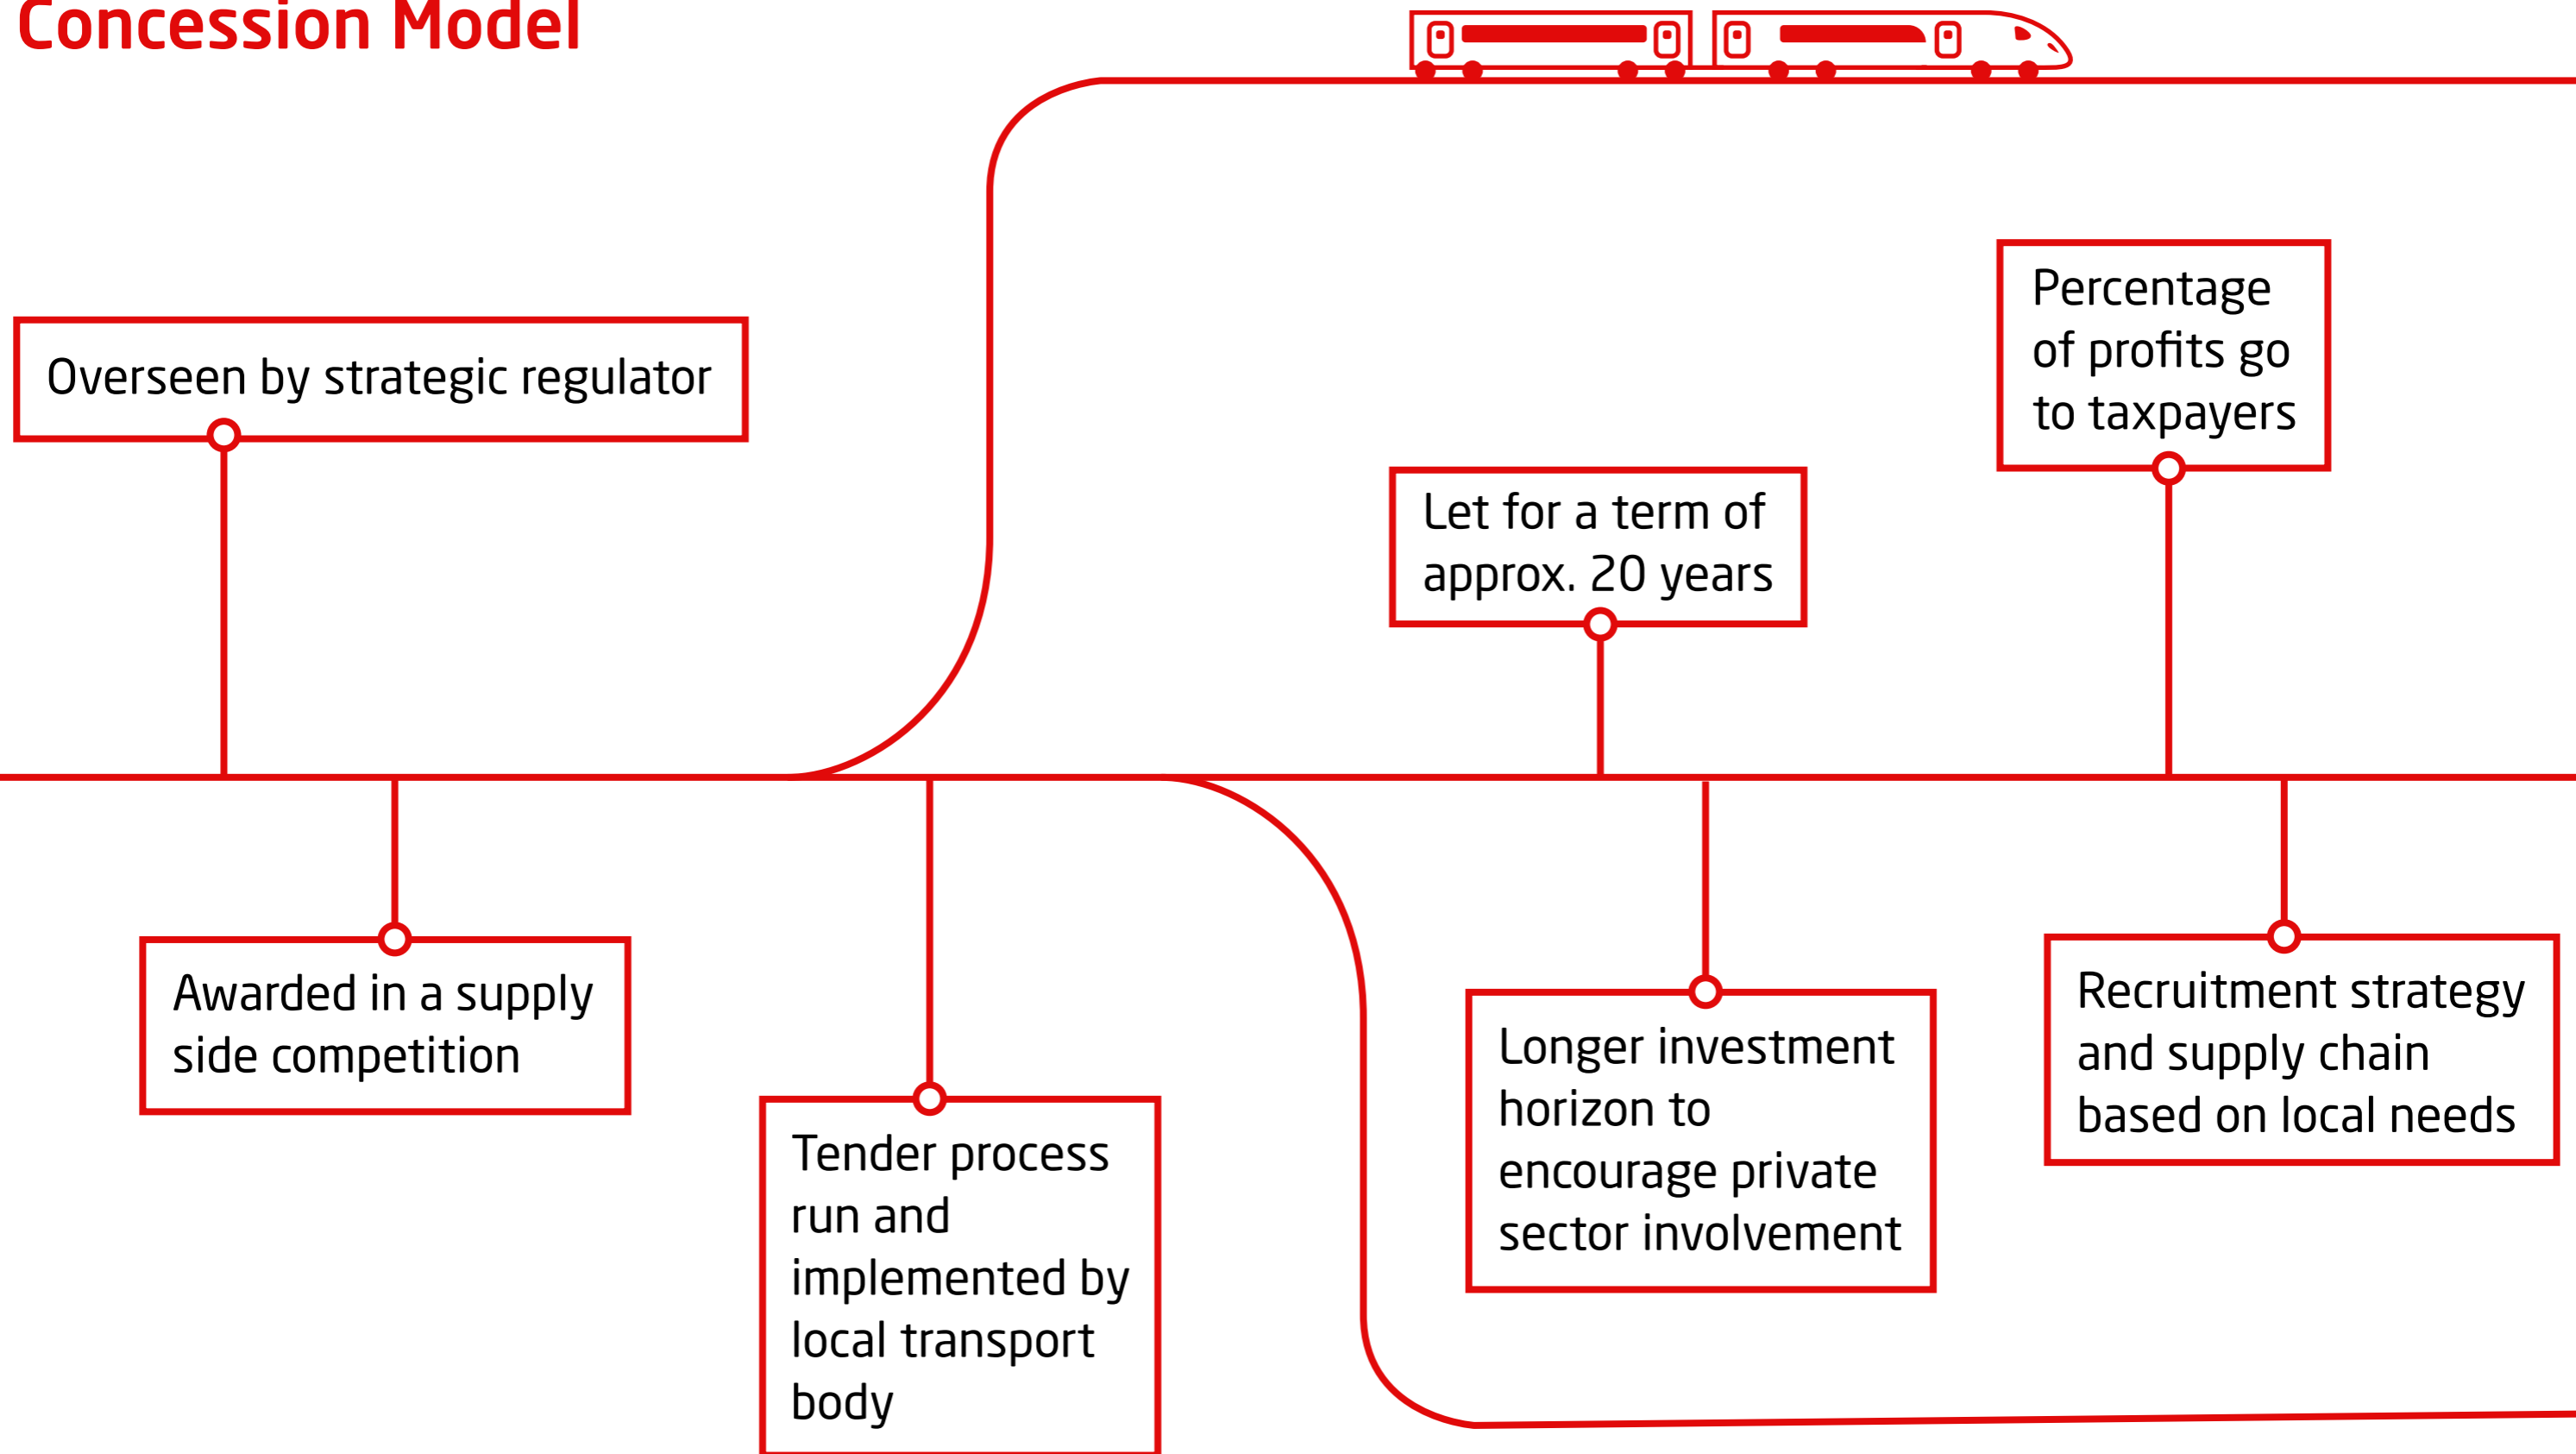 Concession Model
Overseen by strategic regulator
Awarded in a supply
side competition
Tender process
run and
implemented by
local transport
body
Let for a term of
approx. 20 years
Longer investment
horizon to
encourage private
sector involvement
Percentage
of profits go
to taxpayers
Recruitment strategy
and supply chain
based on local needs